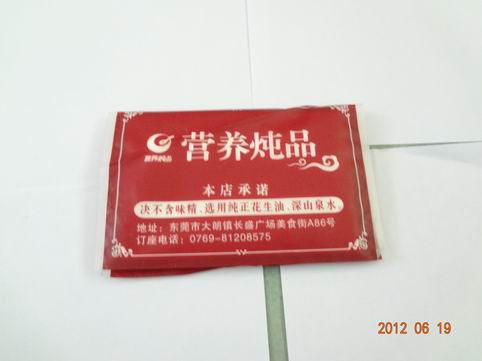 营养炖品
营养炖品
本店承诺
决不含味精、选用纯正花生油、深山泉水。
地址：东莞市大朗镇长盛广场美食街A86号
订座电话：0769-81208575
2012 06 19